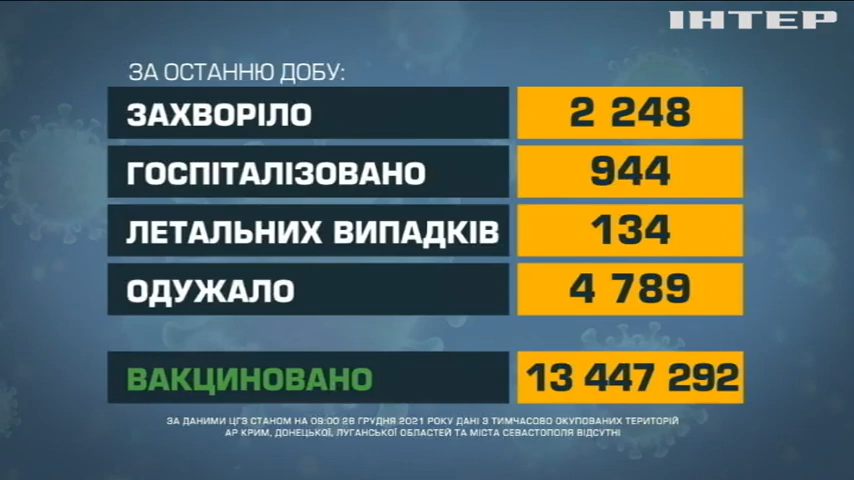 ІНТЕР
ЗА ОСТАННЮ ДОБУ:
ЗАХВОРІЛО 2 248
ГОСПІТАЛІЗОВАНО 944
ЛЕТАЛЬНИХ ВИПАДКІВ 134
ОДУЖАЛО 4 789
ВАКЦИНОВАНО 13 447 292
ЗА ДАНИМИ ЦГЗ СТАНОМ НА 09:00 28 ГРУДНЯ 2021 РОКУ ДАНІ З ТИМЧАСОВО ОКУПОВАНИХ ТЕРИТОРІЙ
АР КРИМ, ДОНЕЦЬКОЇ, ЛУГАНСЬКОЇ ОБЛАСТЕЙ ТА МІСТА СЕВАСТОПОЛЯ ВІДСУТНІ